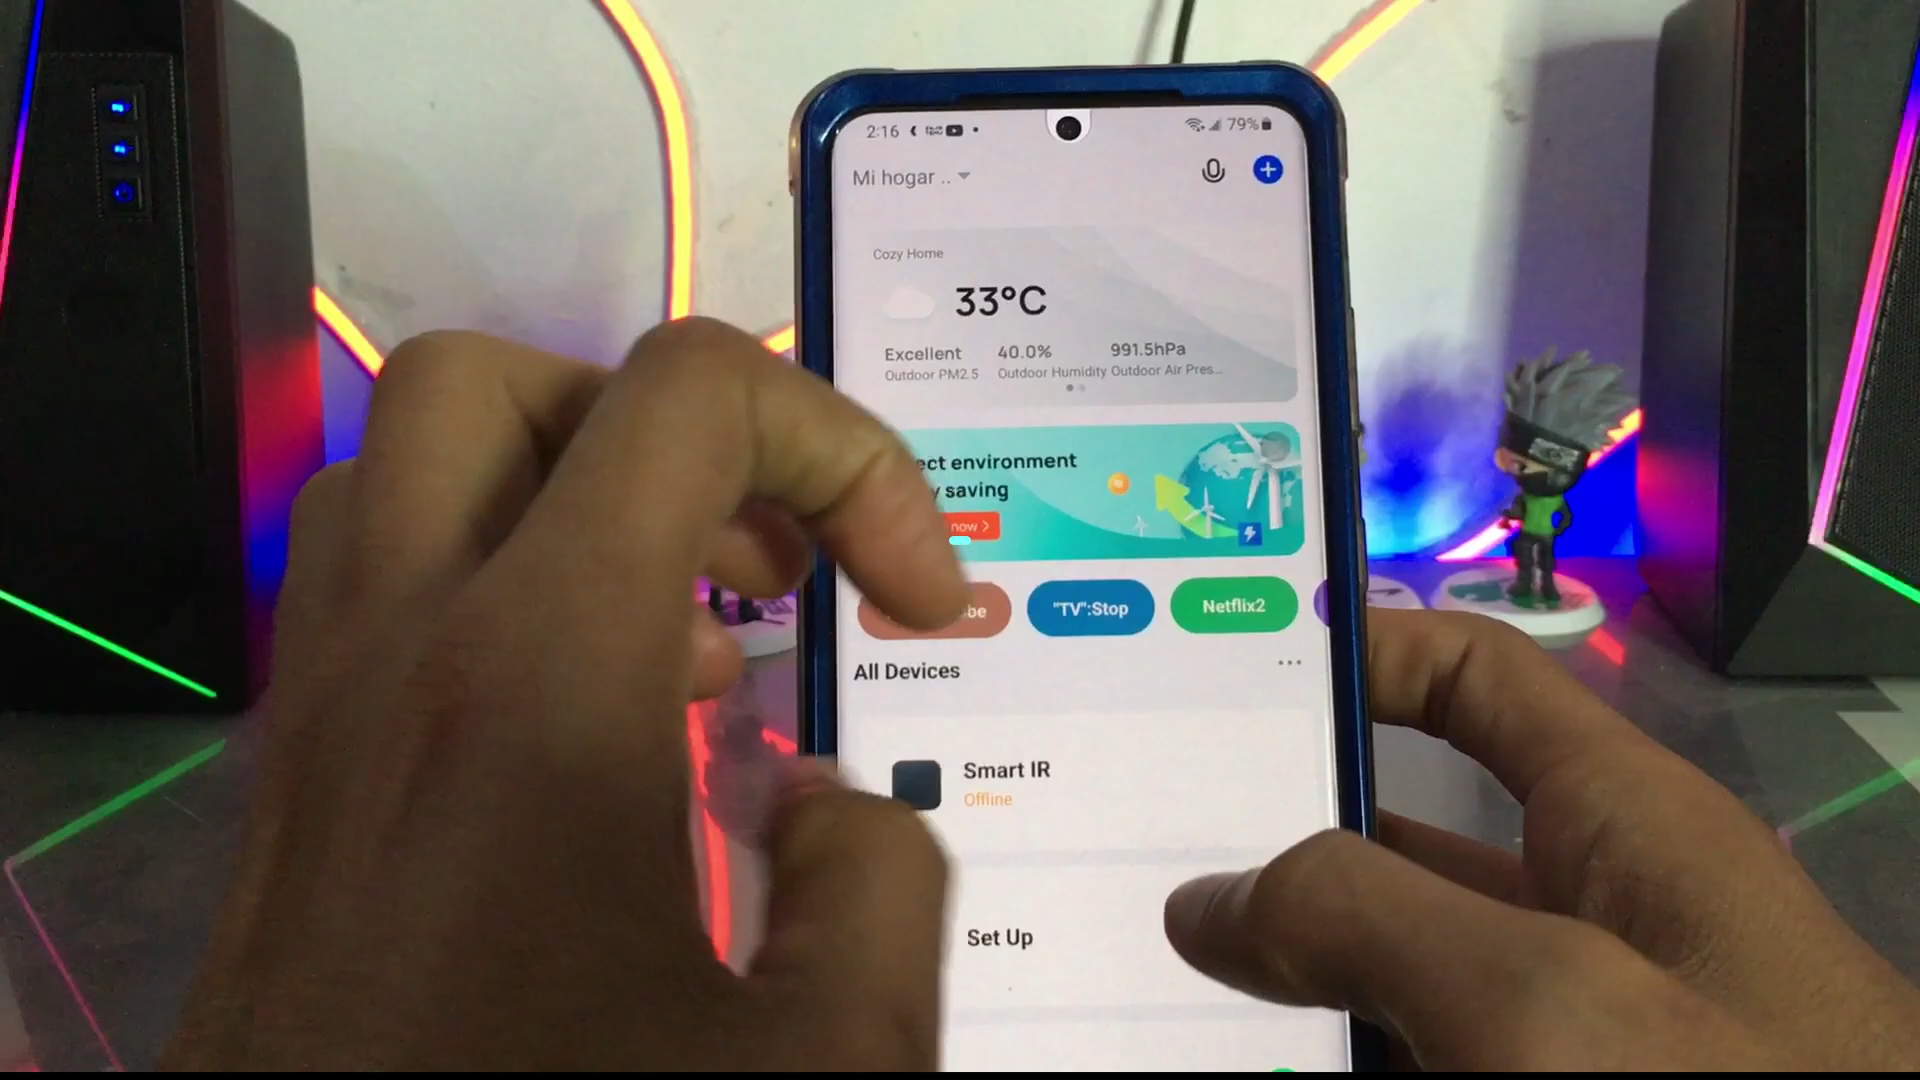 2:16
79%
Mi hogar ..
Cozy Home
33°C
Excellent 40.0% 991.5hPa
Outdoor PM2.5 Outdoor Humidity Outdoor Air Pres...
ect environment
y saving
now >
be
"TV":Stop
Netflix2
All Devices
Smart IR
Offline
Set Up